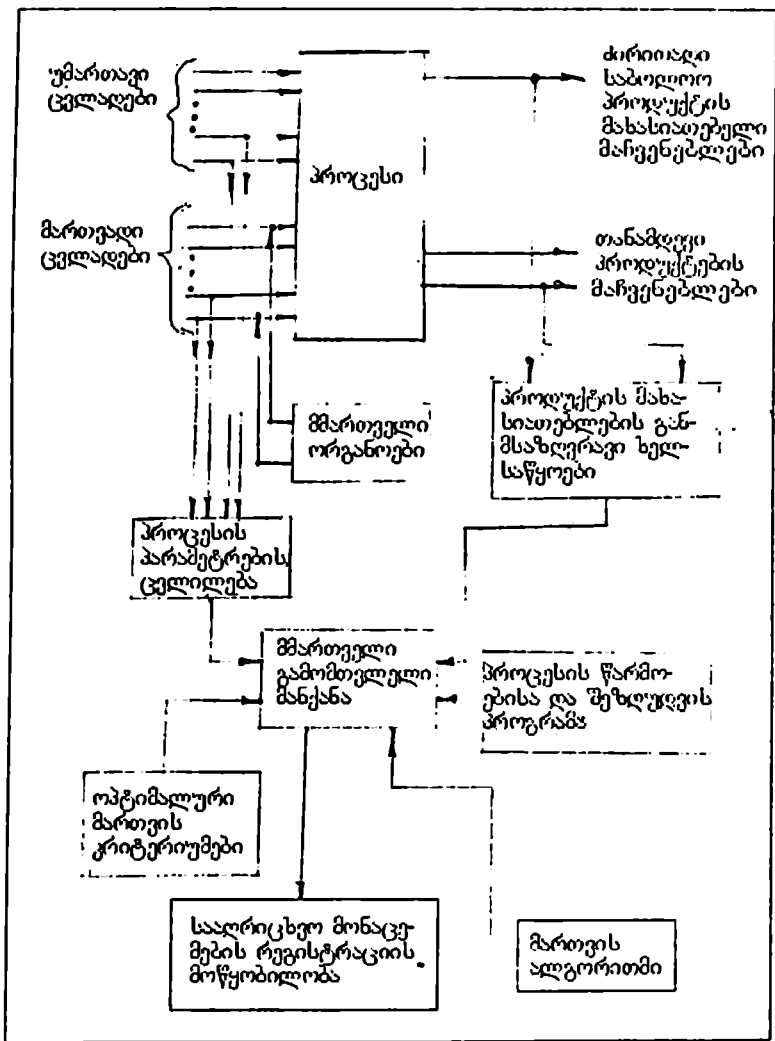 უმართავი
ცვლადები
პროცესი
ძირითადი
საბოლოო
პროდუქტის
მახასიათებელი
მაჩვენებლები
მართვადი
ცვლადები
თანამდევი
პროდუქტების
მაჩვენებლები
მმართველი
ორგანოები
პროდუქტის მახა-
სიათებლების გან-
მსაზღვრავი ხელ-
საწყოები
პროცესის
პარამეტრების
ცვლილება
მმართველი
გამომთვლელი
მანქანა
პროცესის წარმო-
ებისა და შეზღუდვის
პროგრამა
ოპტიმალური
მართვის
კრიტერიუმები
სააღრიცხვო მონაცე-
მების რეგისტრაციის
მოწყობილობა
მართვის
ალგორითმი